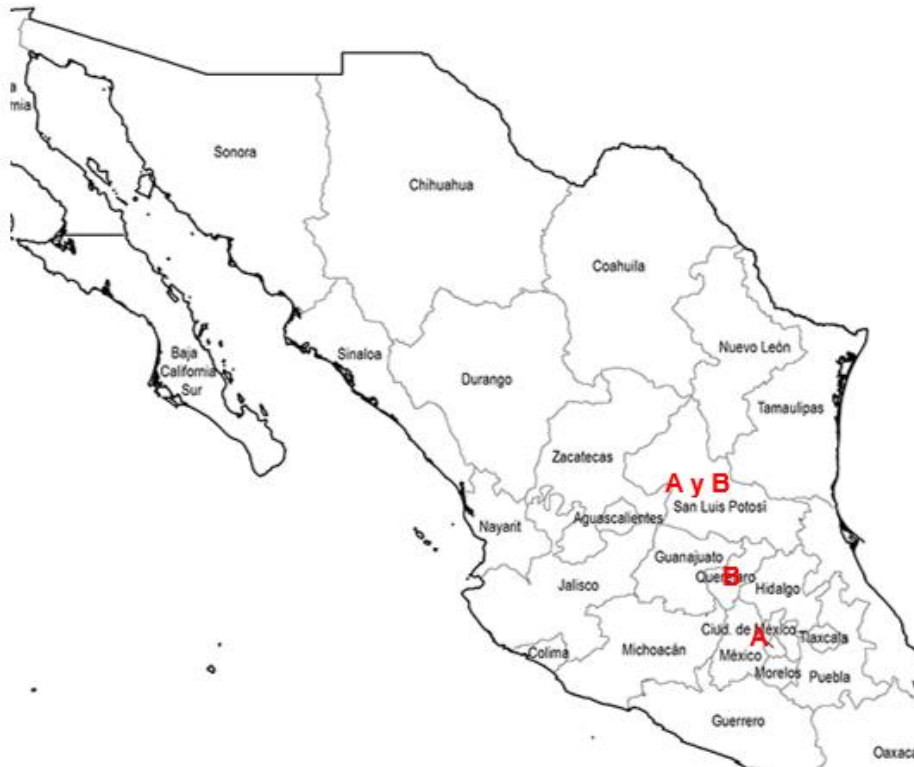 Sonora
Chihuahua
Coahuila
Nuevo León
Sinaloa
Baja
California
Sur
Durango
Tamaulipas
Zacatecas
A y B
San Luis Potosí
Nayarit
Aguascalientes
Guanajuato
B
Jalisco
Hidalgo
Ciud. de México
A
Tlaxcala
Colima
Michoacán
México
Morelos
Puebla
Guerrero